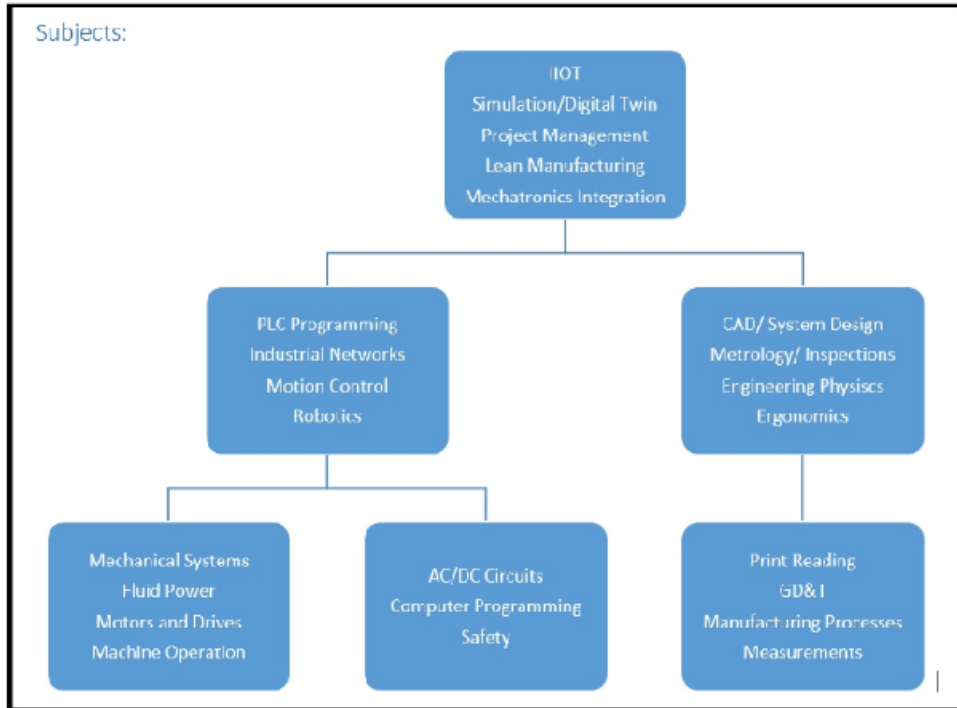 Subjects:
IIOT
Simulation/Digital Twin
Project Management
Lean Manufacturing
Mechatronics Integration
PLC Programming
Industrial Networks
Motion Control
Robotics
CAD/ System Design
Metrology/ Inspections
Engineering Physiscs
Ergonomics
Mechanical Systems
Fluid Power
Motors and Drives
Machine Operation
AC/DC Circuits
Computer Programming
Safety
Print Reading
GD&T
Manufacturing Processes
Measurements